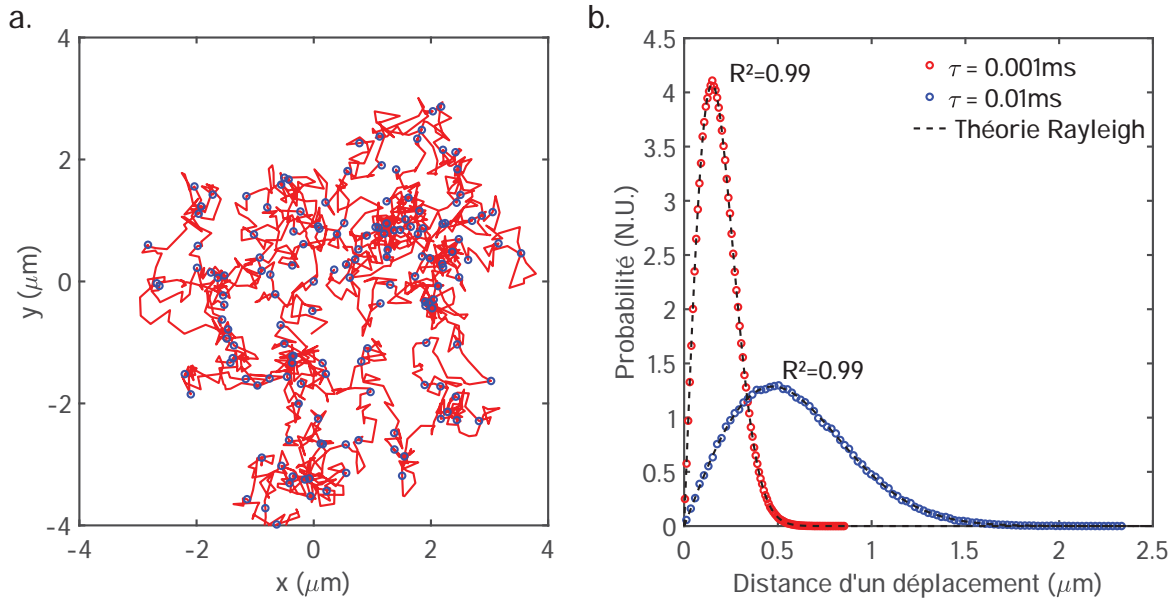 a.
4
2
0
-2
-4
-4
-2
0
2
4
y (μm)
x (μm)
b.
4.5
4
3.5
3
2.5
2
1.5
1
0.5
0
0
0.5
1
1.5
2
2.5
Probabilité (N.U.)
Distance d'un déplacement (μm)
R²=0.99
R²=0.99
τ = 0.001ms
τ = 0.01ms
Théorie Rayleigh